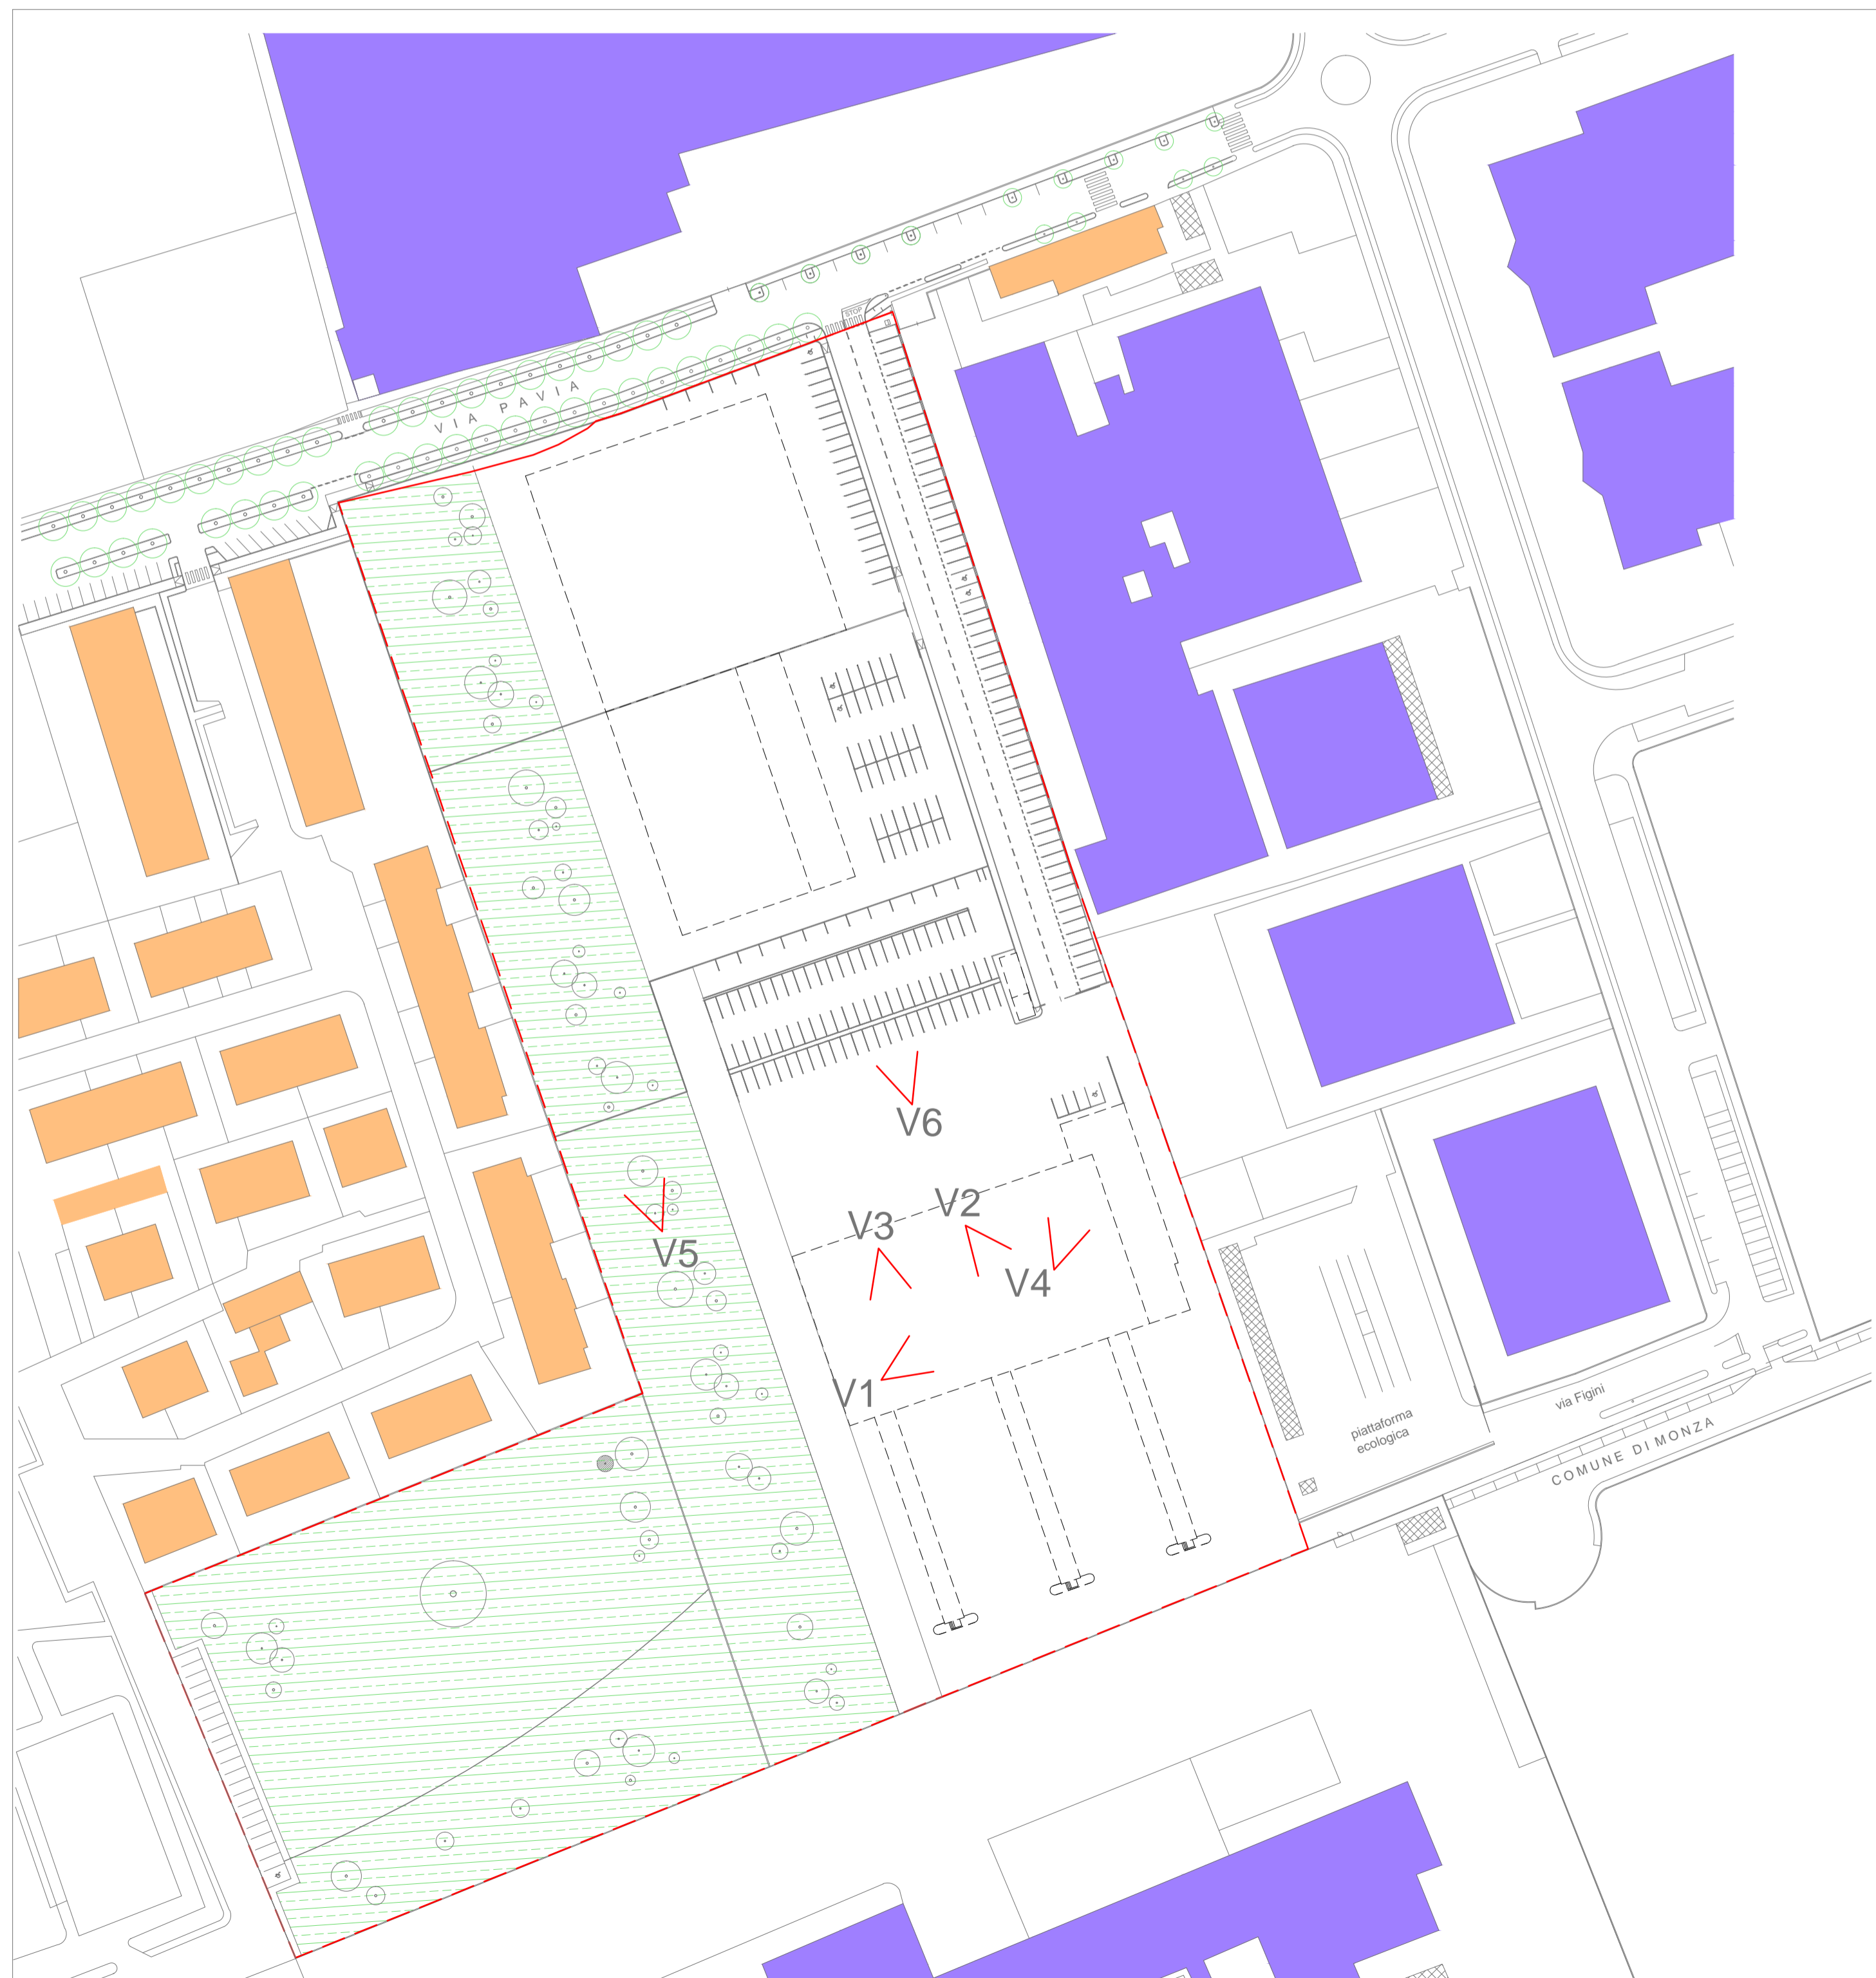 STOP
VIA PAVIA
V6
V2
V3
V5
V4
V1
via Figini
piattaforma
ecologica
COMUNE DI MONZA